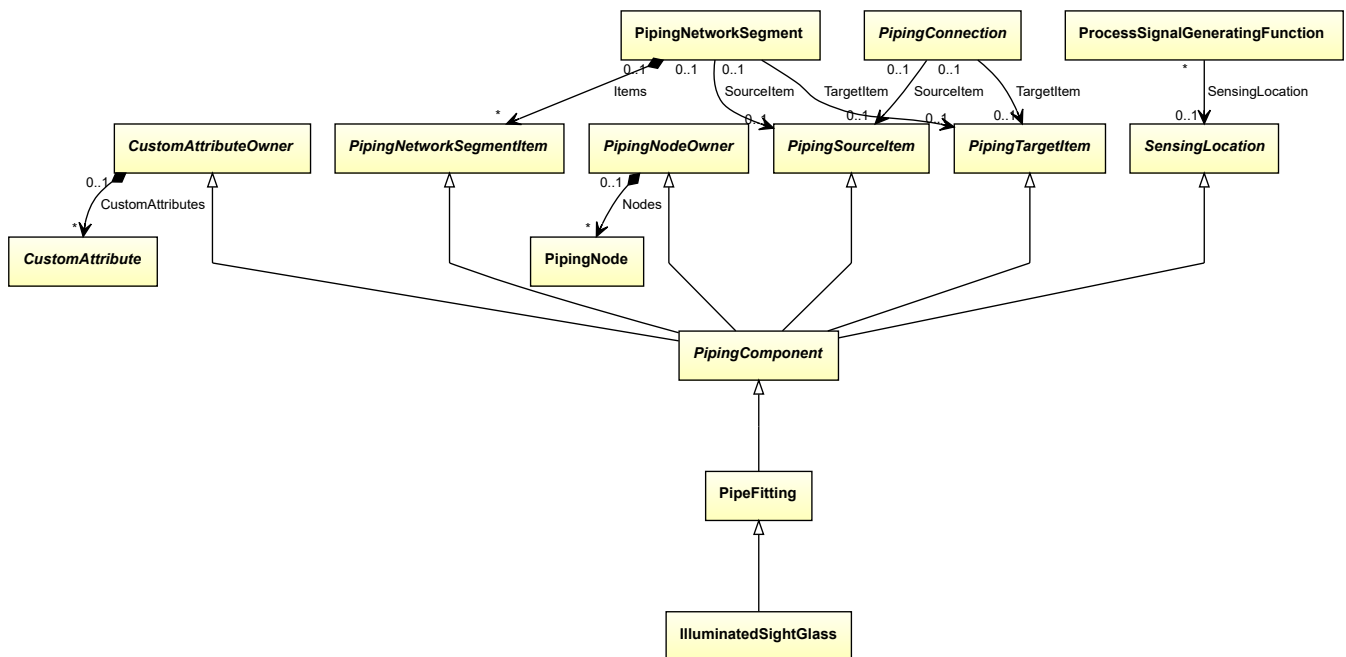 PipingNetworkSegment
PipingConnection
ProcessSignalGeneratingFunction
0..1
0..1
0..1
0..1
0..1
*
Items
SourceItem
TargetItem
SourceItem
TargetItem
SensingLocation
*
0..1
0..1
0..1
0..1
0..1
CustomAttributeOwner
PipingNetworkSegmentItem
PipingNodeOwner
PipingSourceItem
PipingTargetItem
SensingLocation
0..1
0..1
CustomAttributes
Nodes
*
*
CustomAttribute
PipingNode
PipingComponent
PipeFitting
IlluminatedSightGlass